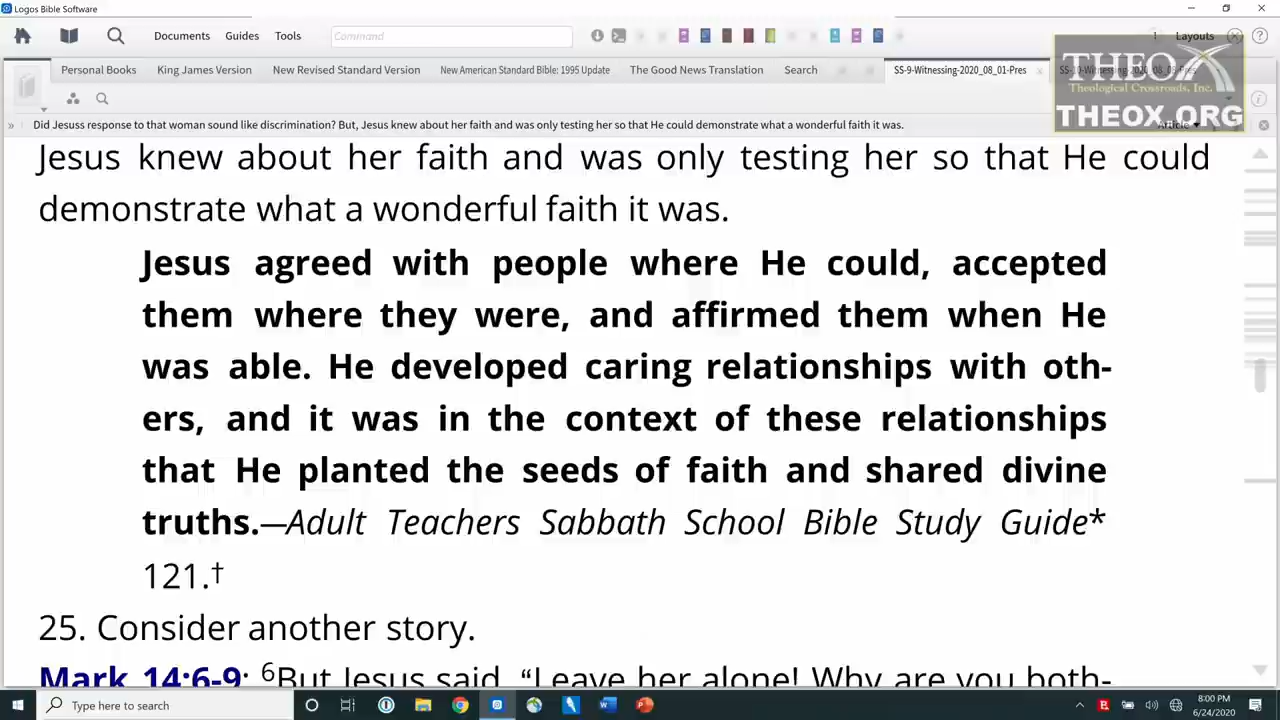 Logos Bible Software
Documents Guides Tools Command Layouts
Personal Books King James Version New Revised Stan New American Standard Bible: 1995 Update The Good News Translation Search SS-9-Witnessing-2020_08_01-Pres
THEOX
Theological Crossroads, Inc.
THEOX.ORG
» Did Jesuss response to that woman sound like discrimination? But, Jesus knew about her faith and was only testing her so that He could demonstrate what a wonderful faith it was.
Jesus knew about her faith and was only testing her so that He could
demonstrate what a wonderful faith it was.
Jesus agreed with people where He could, accepted
them where they were, and affirmed them when He
was able. He developed caring relationships with oth-
ers, and it was in the context of these relationships
that He planted the seeds of faith and shared divine
truths.—Adult Teachers Sabbath School Bible Study Guide*
121.†
25. Consider another story.
Mark 14:6-9: 6But Jesus said, “Leave her alone! Why are you both-
Type here to search
8:00 PM
6/24/2020